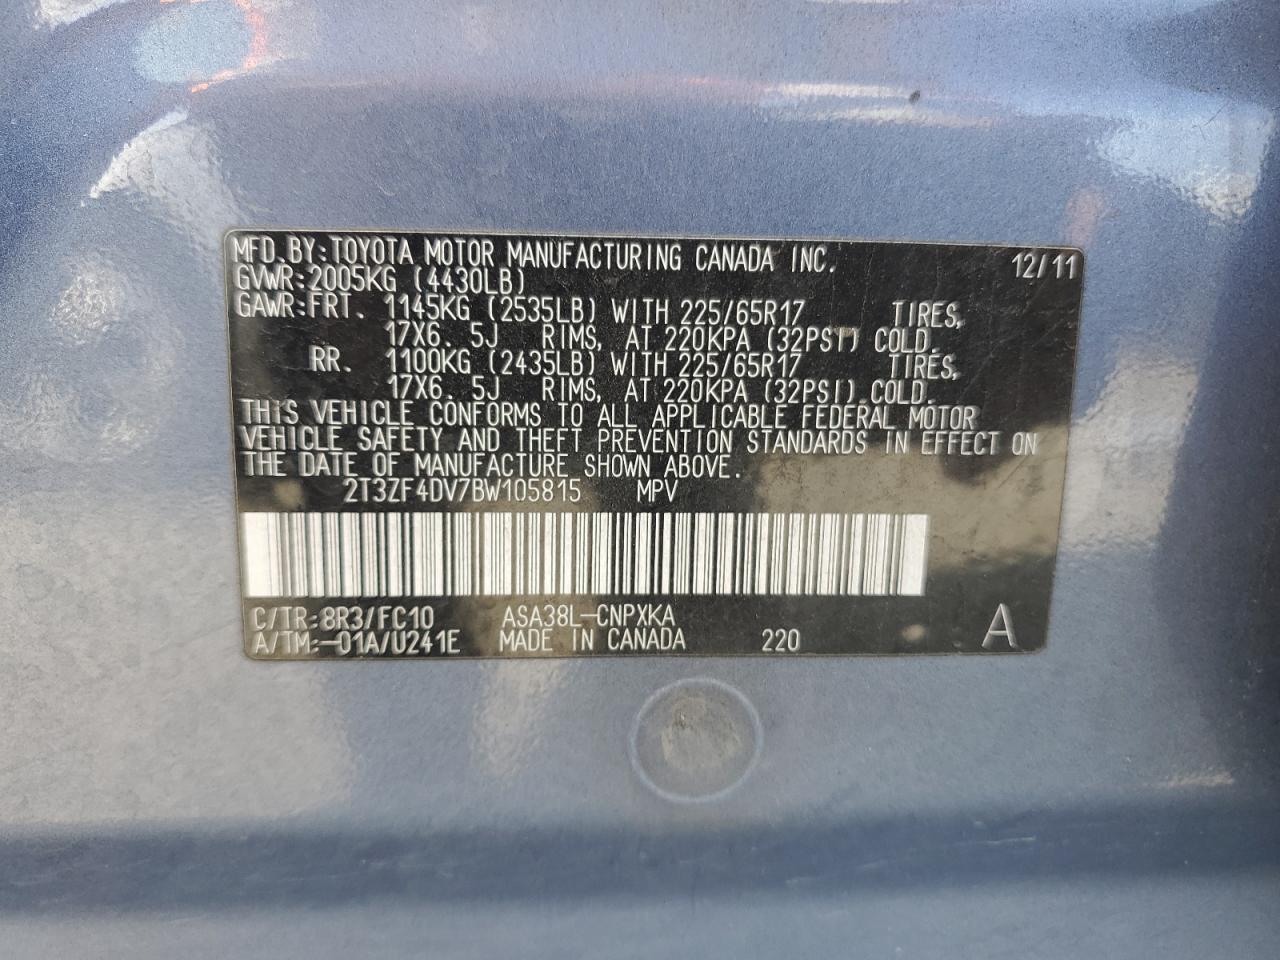 MFD.BY:TOYOTA MOTOR MANUFACTURING CANADA INC. 12/11
GVWR:2005KG (4430LB)
GAWR:FRT. 1145KG (2535LB) WITH 225/65R17 TIRES,
17X6. 5J RIMS, AT 220KPA (32PSI) COLD.
RR. 1100KG (2435LB) WITH 225/65R17 TIRES,
17X6. 5J RIMS, AT 220KPA (32PSI).COLD.
THIS VEHICLE CONFORMS TO ALL APPLICABLE FEDERAL MOTOR
VEHICLE SAFETY AND THEFT PREVENTION STANDARDS IN EFFECT ON
THE DATE OF MANUFACTURE SHOWN ABOVE.
2T3ZF4DV7BW105815 MPV
C/TR:8R3/FC10 ASA38L-CNPXKA
A/TM:-01A/U241E MADE IN CANADA 220 A